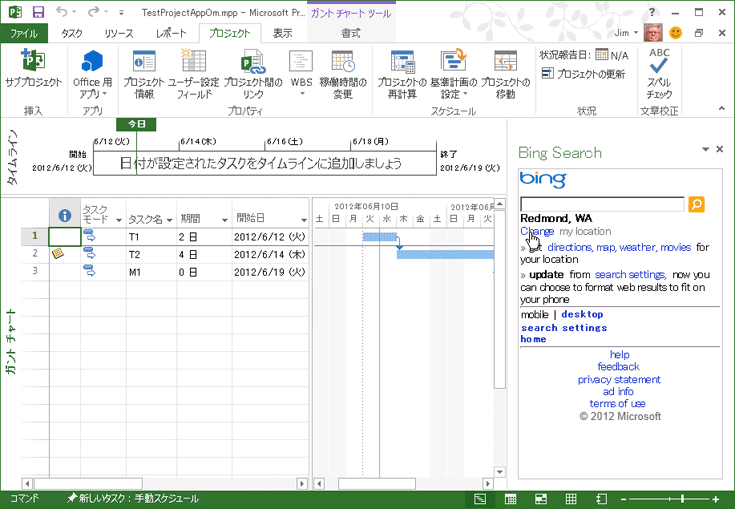 TestProjectAppOm.mpp - Microsoft Pr...
ガント チャート ツール
ファイル タスク リソース レポート プロジェクト 表示 書式 Jim
サブプロジェクト
Office 用
アプリ
プロジェクト
情報
ユーザー設定
フィールド
プロジェクト間の
リンク
WBS
稼働時間の
変更
プロジェクトの
再計算
基準計画の
設定
プロジェクトの
移動
状況報告日: N/A
プロジェクトの更新
ABC
スペル
チェック
挿入 アプリ プロパティ スケジュール 状況 文章校正
今日
タイムライン
6/12 (火) 6/14 (木) 6/16 (土) 6/18 (月)
開始
2012/6/12 (火)
日付が設定されたタスクをタイムラインに追加しましょう
終了
2012/6/19 (火)
ガント チャート
タスク
モード
タスク名 期間 開始日
1 T1 2 日 2012/6/12 (火)
2 T2 4 日 2012/6/14 (木)
3 M1 0 日 2012/6/19 (火)
2012年06月10日 2012年06
土 日 月 火 水 木 金 土 日 月 火
Bing Search
bing
Redmond, WA
Change my location
» directions, map, weather, movies for
your location
» update from search settings, now you
can choose to format web results to fit on
your phone
mobile | desktop
search settings
home
help
feedback
privacy statement
ad info
terms of use
© 2012 Microsoft
コマンド 新しいタスク : 手動スケジュール